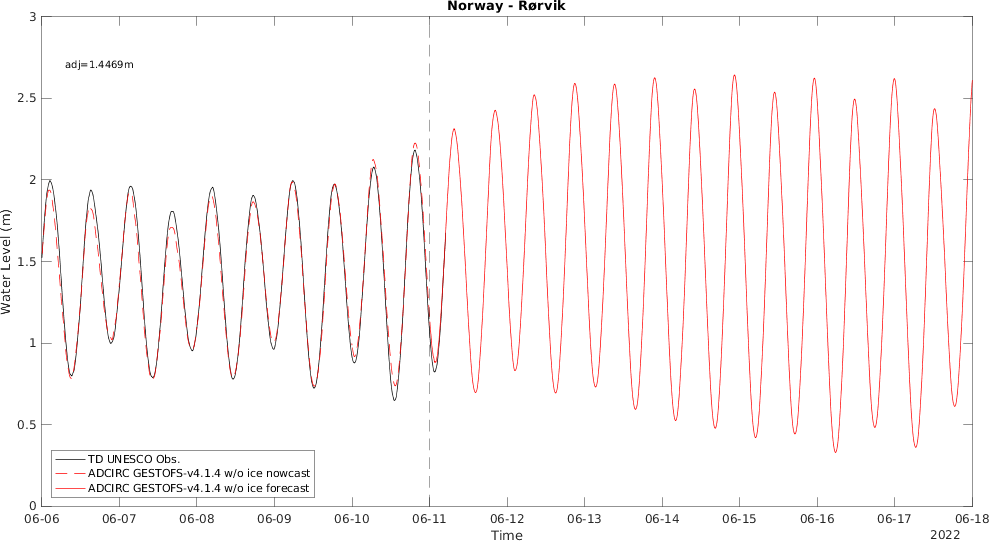 Norway - Rørvik
adj=1.4469m
Water Level (m)
3
2.5
2
1.5
1
0.5
0
TD UNESCO Obs.
ADCIRC GESTOFS-v4.1.4 w/o ice nowcast
ADCIRC GESTOFS-v4.1.4 w/o ice forecast
06-06 06-07 06-08 06-09 06-10 06-11 06-12 06-13 06-14 06-15 06-16 06-17 06-18
Time
2022